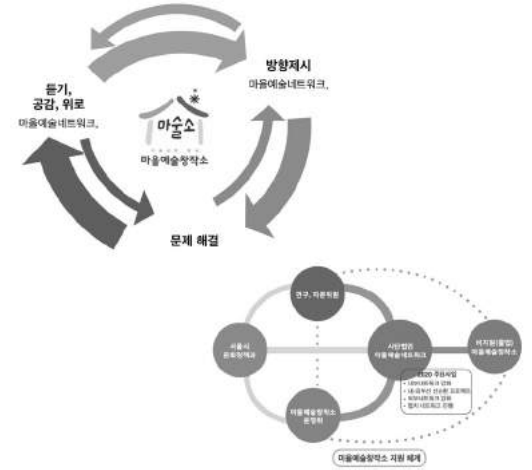 듣기,
공감, 위로
마을예술네트워크.
방향제시
마을예술네트워크.
마술소
마을예술창작소
문제 해결
연구, 자문위원
서울시
문화정책과
사단법인
마을예술네트워크
비지원(졸업)
마을예술창작소
마을예술창작소
운영위
2020 주요사업
마을예술창작소 지원 체계